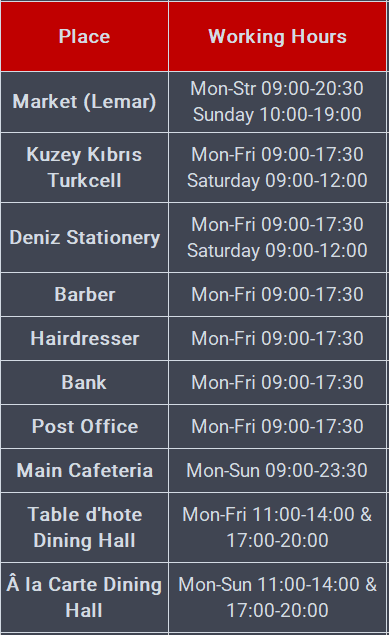 Place
Working Hours
Market (Lemar)
Mon-Str 09:00-20:30
Sunday 10:00-19:00
Kuzey Kıbrıs
Turkcell
Mon-Fri 09:00-17:30
Saturday 09:00-12:00
Deniz Stationery
Mon-Fri 09:00-17:30
Saturday 09:00-12:00
Barber
Mon-Fri 09:00-17:30
Hairdresser
Mon-Fri 09:00-17:30
Bank
Mon-Fri 09:00-17:30
Post Office
Mon-Fri 09:00-17:30
Main Cafeteria
Mon-Sun 09:00-23:30
Table d'hote
Dining Hall
Mon-Fri 11:00-14:00 &
17:00-20:00
Â la Carte Dining
Hall
Mon-Sun 11:00-14:00 &
17:00-20:00